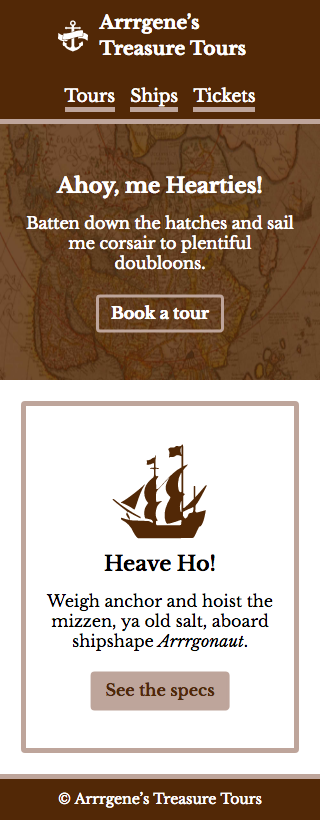 Arrrgene’s
Treasure Tours
Tours Ships Tickets
Ahoy, me Hearties!
Batten down the hatches and sail
me corsair to plentiful
doubloons.
Book a tour
Heave Ho!
Weigh anchor and hoist the
mizzen, ya old salt, aboard
shipshape Arrrgonaut.
See the specs
© Arrrgene’s Treasure Tours